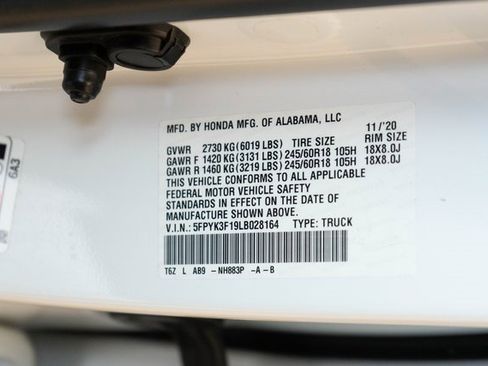 MFD. BY HONDA MFG. OF ALABAMA, LLC 11/'20
GVWR 2730 KG(6019 LBS) TIRE SIZE RIM SIZE
GAWR F 1420 KG(3131 LBS) 245/60R18 105H 18X8.0J
GAWR R 1460 KG(3219 LBS) 245/60R18 105H 18X8.0J
THIS VEHICLE CONFORMS TO ALL APPLICABLE
FEDERAL MOTOR VEHICLE SAFETY
STANDARDS IN EFFECT ON THE DATE OF
MANUFACTURE SHOWN ABOVE.
V.I.N.: 5FPYK3F19LB028164 TYPE: TRUCK
T6Z L AB9 -NH883P -A-B
6A3